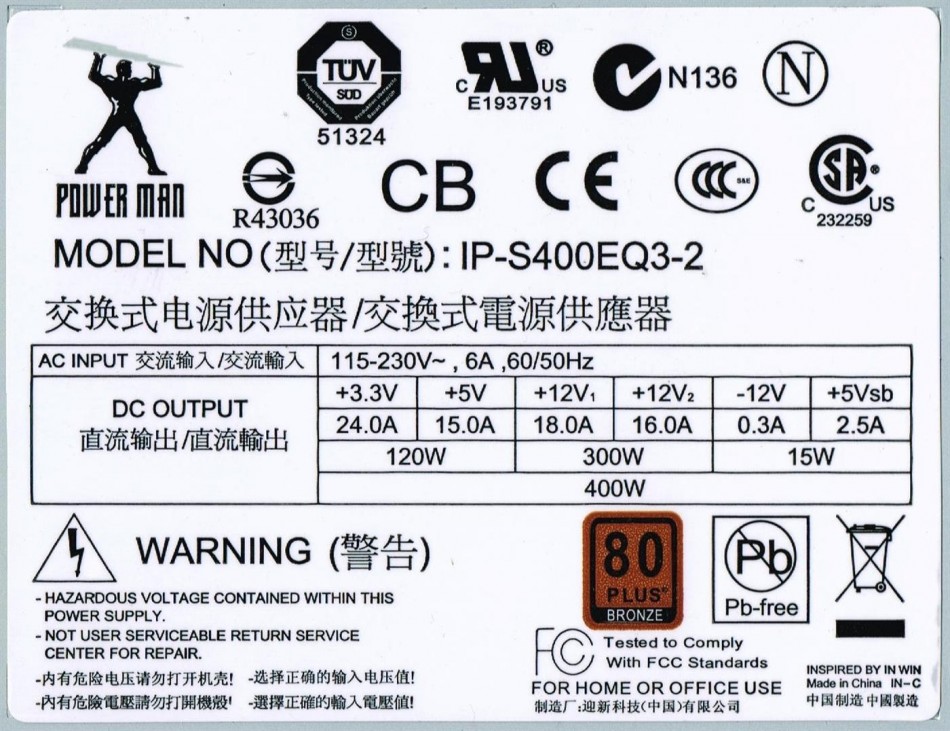 S
TÜV
SÜD
51324
C US ®
E193791
N136
N
POWER MAN
R43036
CB
CE
CCC S&E
SA ®
C US
232259
MODEL NO(型号/型號): IP-S400EQ3-2
交换式电源供应器/交換式電源供應器
AC INPUT 交流输入/交流輸入 115-230V~ , 6A ,60/50Hz
DC OUTPUT
直流输出/直流輸出
+3.3V +5V +12V₁ +12V₂ -12V +5Vsb
24.0A 15.0A 18.0A 16.0A 0.3A 2.5A
120W 300W 15W
400W
WARNING (警告)
- HAZARDOUS VOLTAGE CONTAINED WITHIN THIS
POWER SUPPLY.
- NOT USER SERVICEABLE RETURN SERVICE
CENTER FOR REPAIR.
-内有危险电压请勿打开机壳! -选择正确的输入电压值!
-內有危險電壓請勿打開機殼! -選擇正確的輸入電壓值!
80
PLUS®
BRONZE
Pb
Pb-free
FC Tested to Comply
With FCC Standards
FOR HOME OR OFFICE USE
制造厂:迎新科技(中国)有限公司
INSPIRED BY IN WIN
Made in China IN-C
中国制造 中國製造